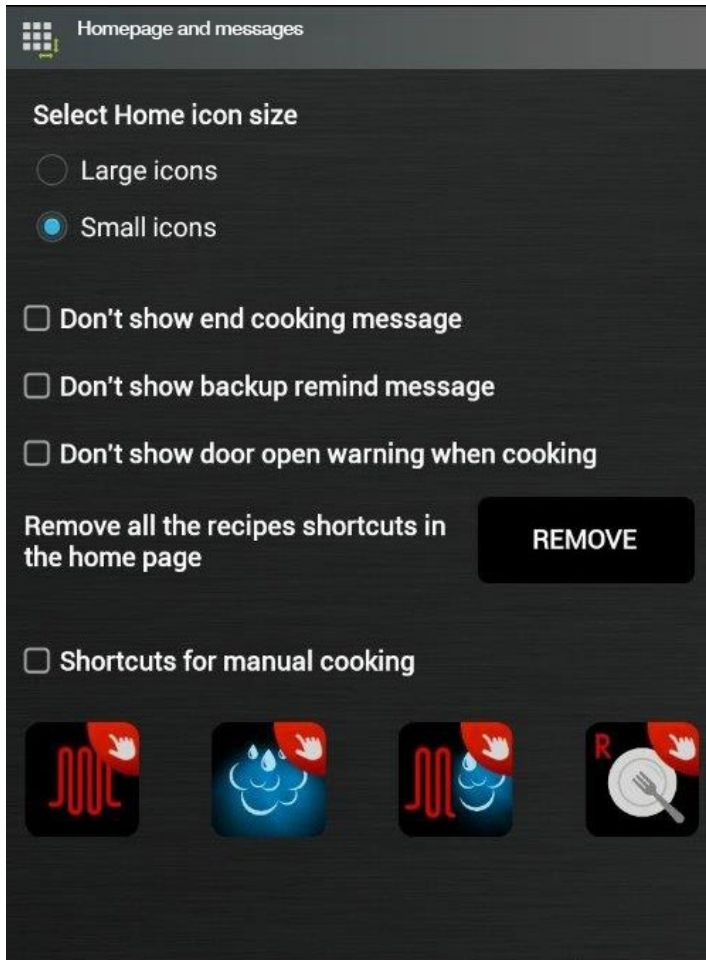 Homepage and messages
Select Home icon size
Large icons
Small icons
Don't show end cooking message
Don't show backup remind message
Don't show door open warning when cooking
Remove all the recipes shortcuts in
the home page
REMOVE
Shortcuts for manual cooking
R